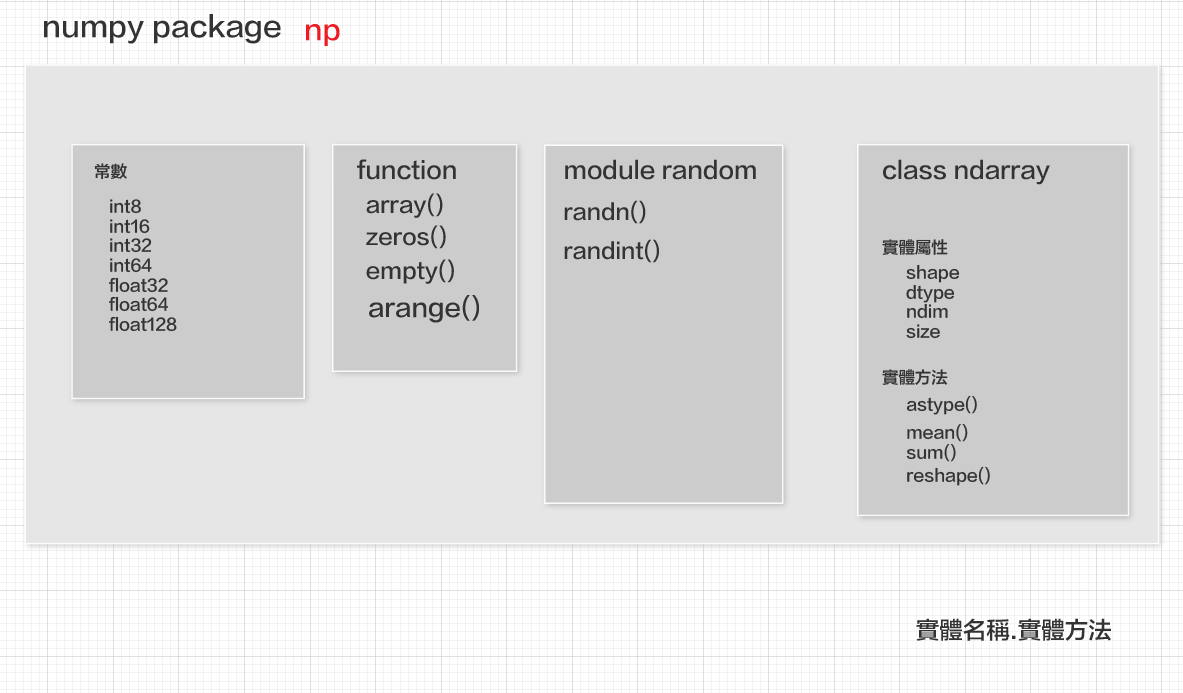 numpy package np
常數
int8
int16
int32
int64
float32
float64
float128
function
array()
zeros()
empty()
arange()
module random
randn()
randint()
class ndarray
實體屬性
shape
dtype
ndim
size
實體方法
astype()
mean()
sum()
reshape()
實體名稱.實體方法